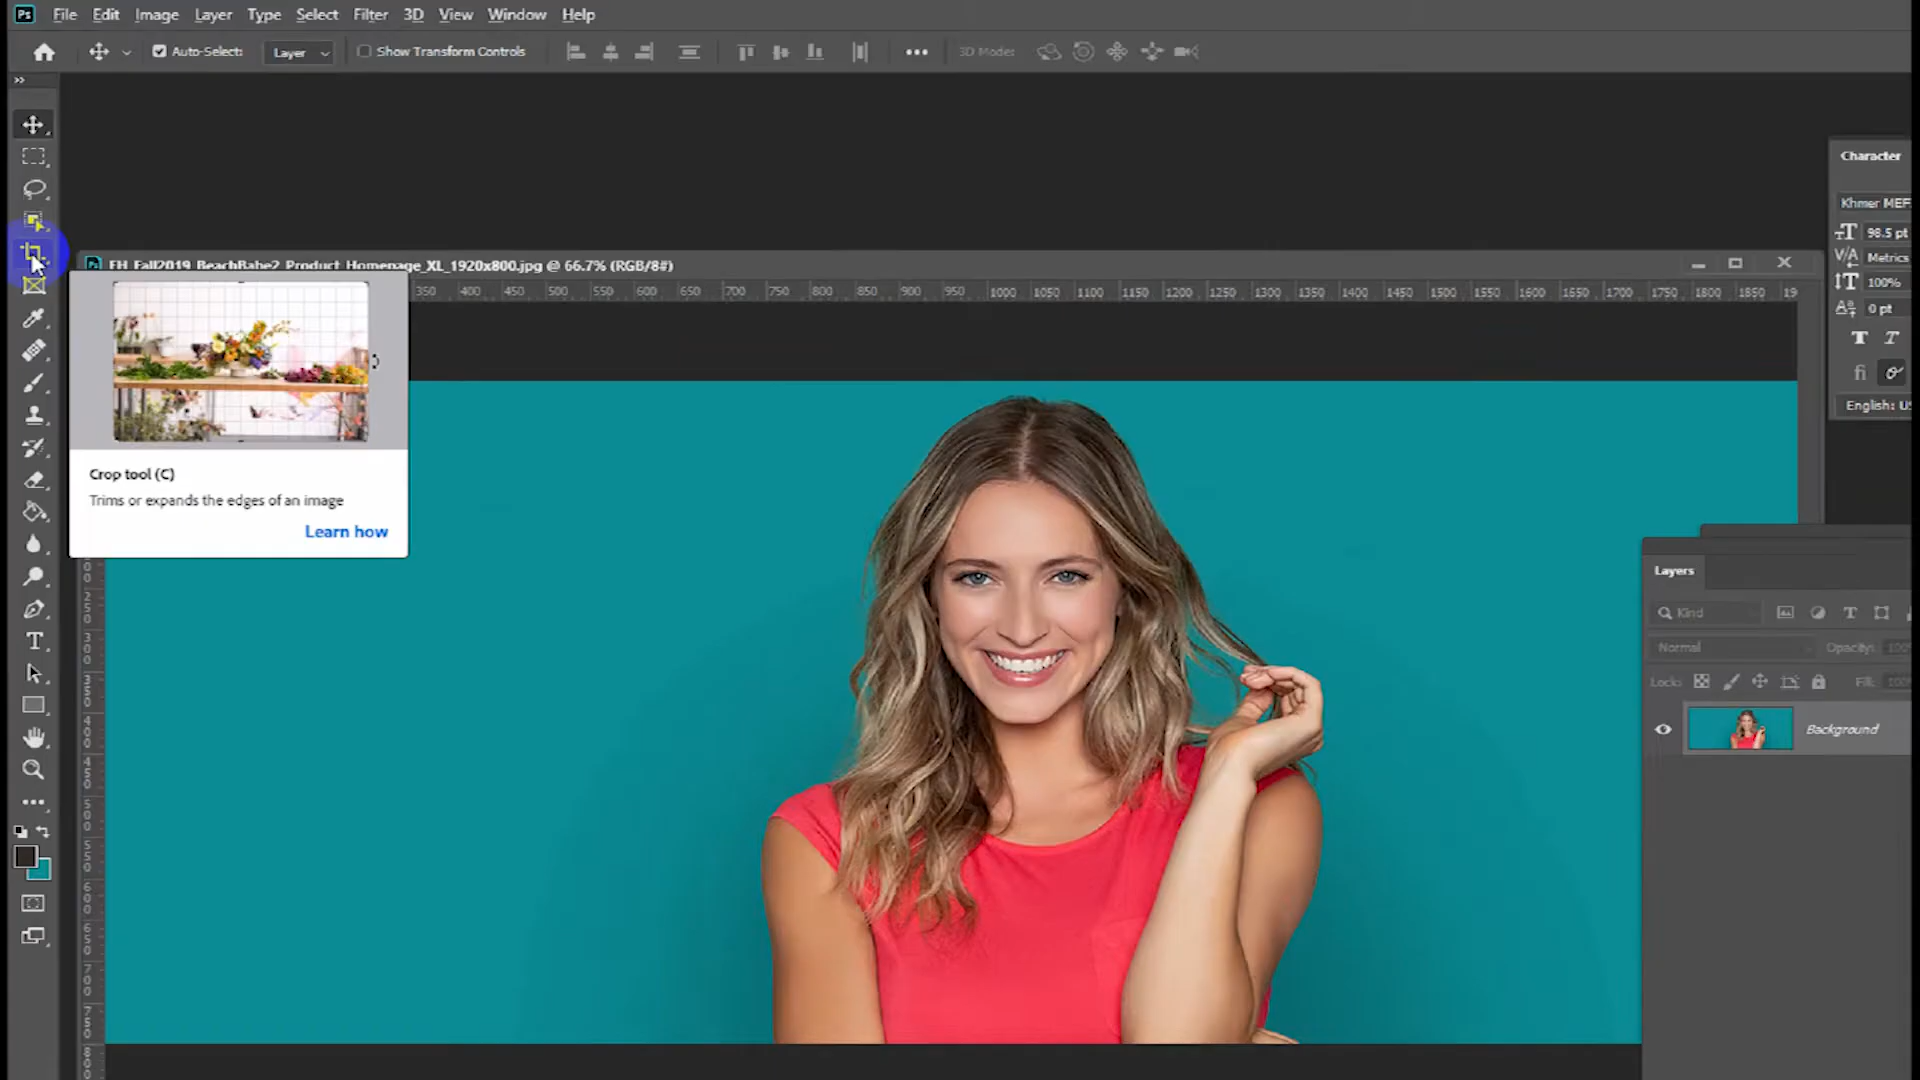 Ps File Edit Image Layer Type Select Filter 3D View Window Help
Auto-Select: Layer Show Transform Controls 3D Mode:
Character
Khmer MEF
98.5 pt
Metrics
100%
0 pt
English: US
FH_Fall2019_BeachBabe2_Product_Homepage_XL_1920x800.jpg @ 66.7% (RGB/8#)
350 400 450 500 550 600 650 700 750 800 850 900 950 1000 1050 1100 1150 1200 1250 1300 1350 1400 1450 1500 1550 1600 1650 1700 1750 1800 1850 19
Crop tool (C)
Trims or expands the edges of an image
Learn how
Layers
Kind
Normal Opacity: 100
Lock: Fill: 100
Background